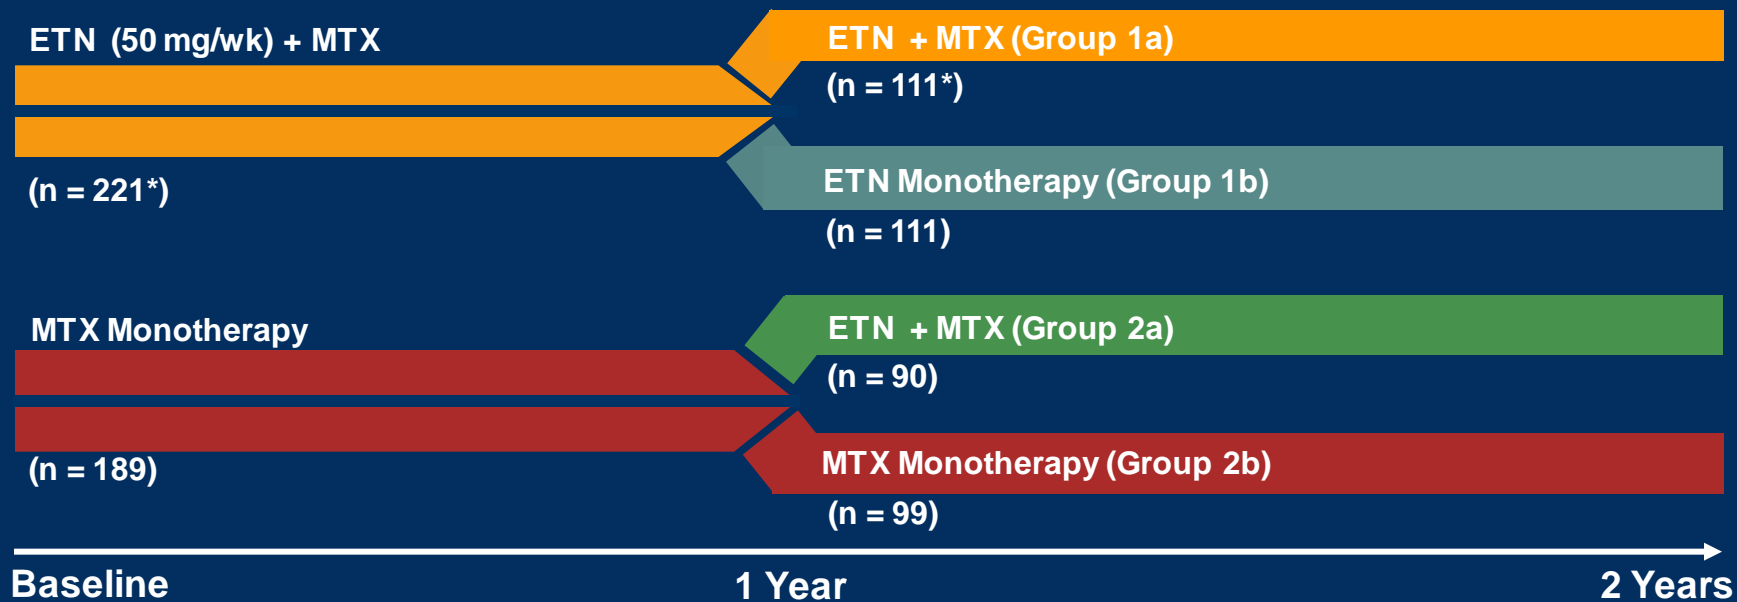 ETN (50 mg/wk) + MTX
(n = 221*)
ETN + MTX (Group 1a)
(n = 111*)
ETN Monotherapy (Group 1b)
(n = 111)
MTX Monotherapy
(n = 189)
ETN + MTX (Group 2a)
(n = 90)
MTX Monotherapy (Group 2b)
(n = 99)
Baseline
1 Year
2 Years